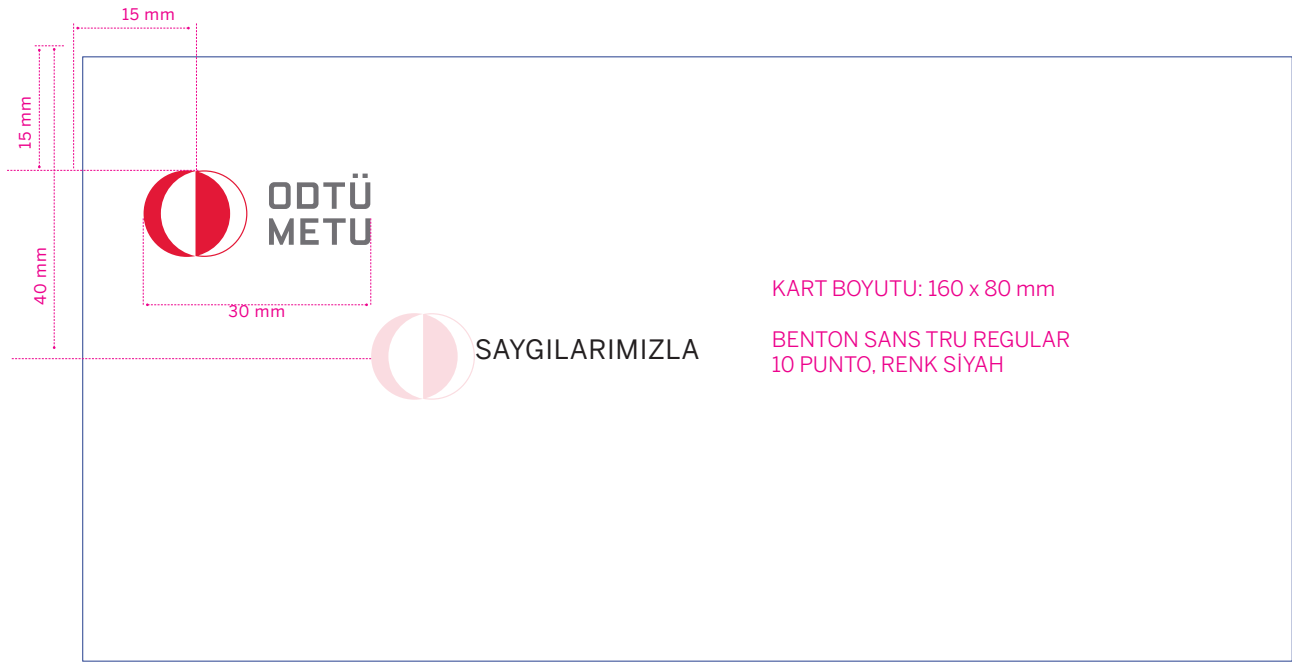 15 mm
15 mm
40 mm
ODTÜ
METU
30 mm
SAYGILARIMIZLA
KART BOYUTU: 160 x 80 mm
BENTON SANS TRU REGULAR
10 PUNTO, RENK SİYAH